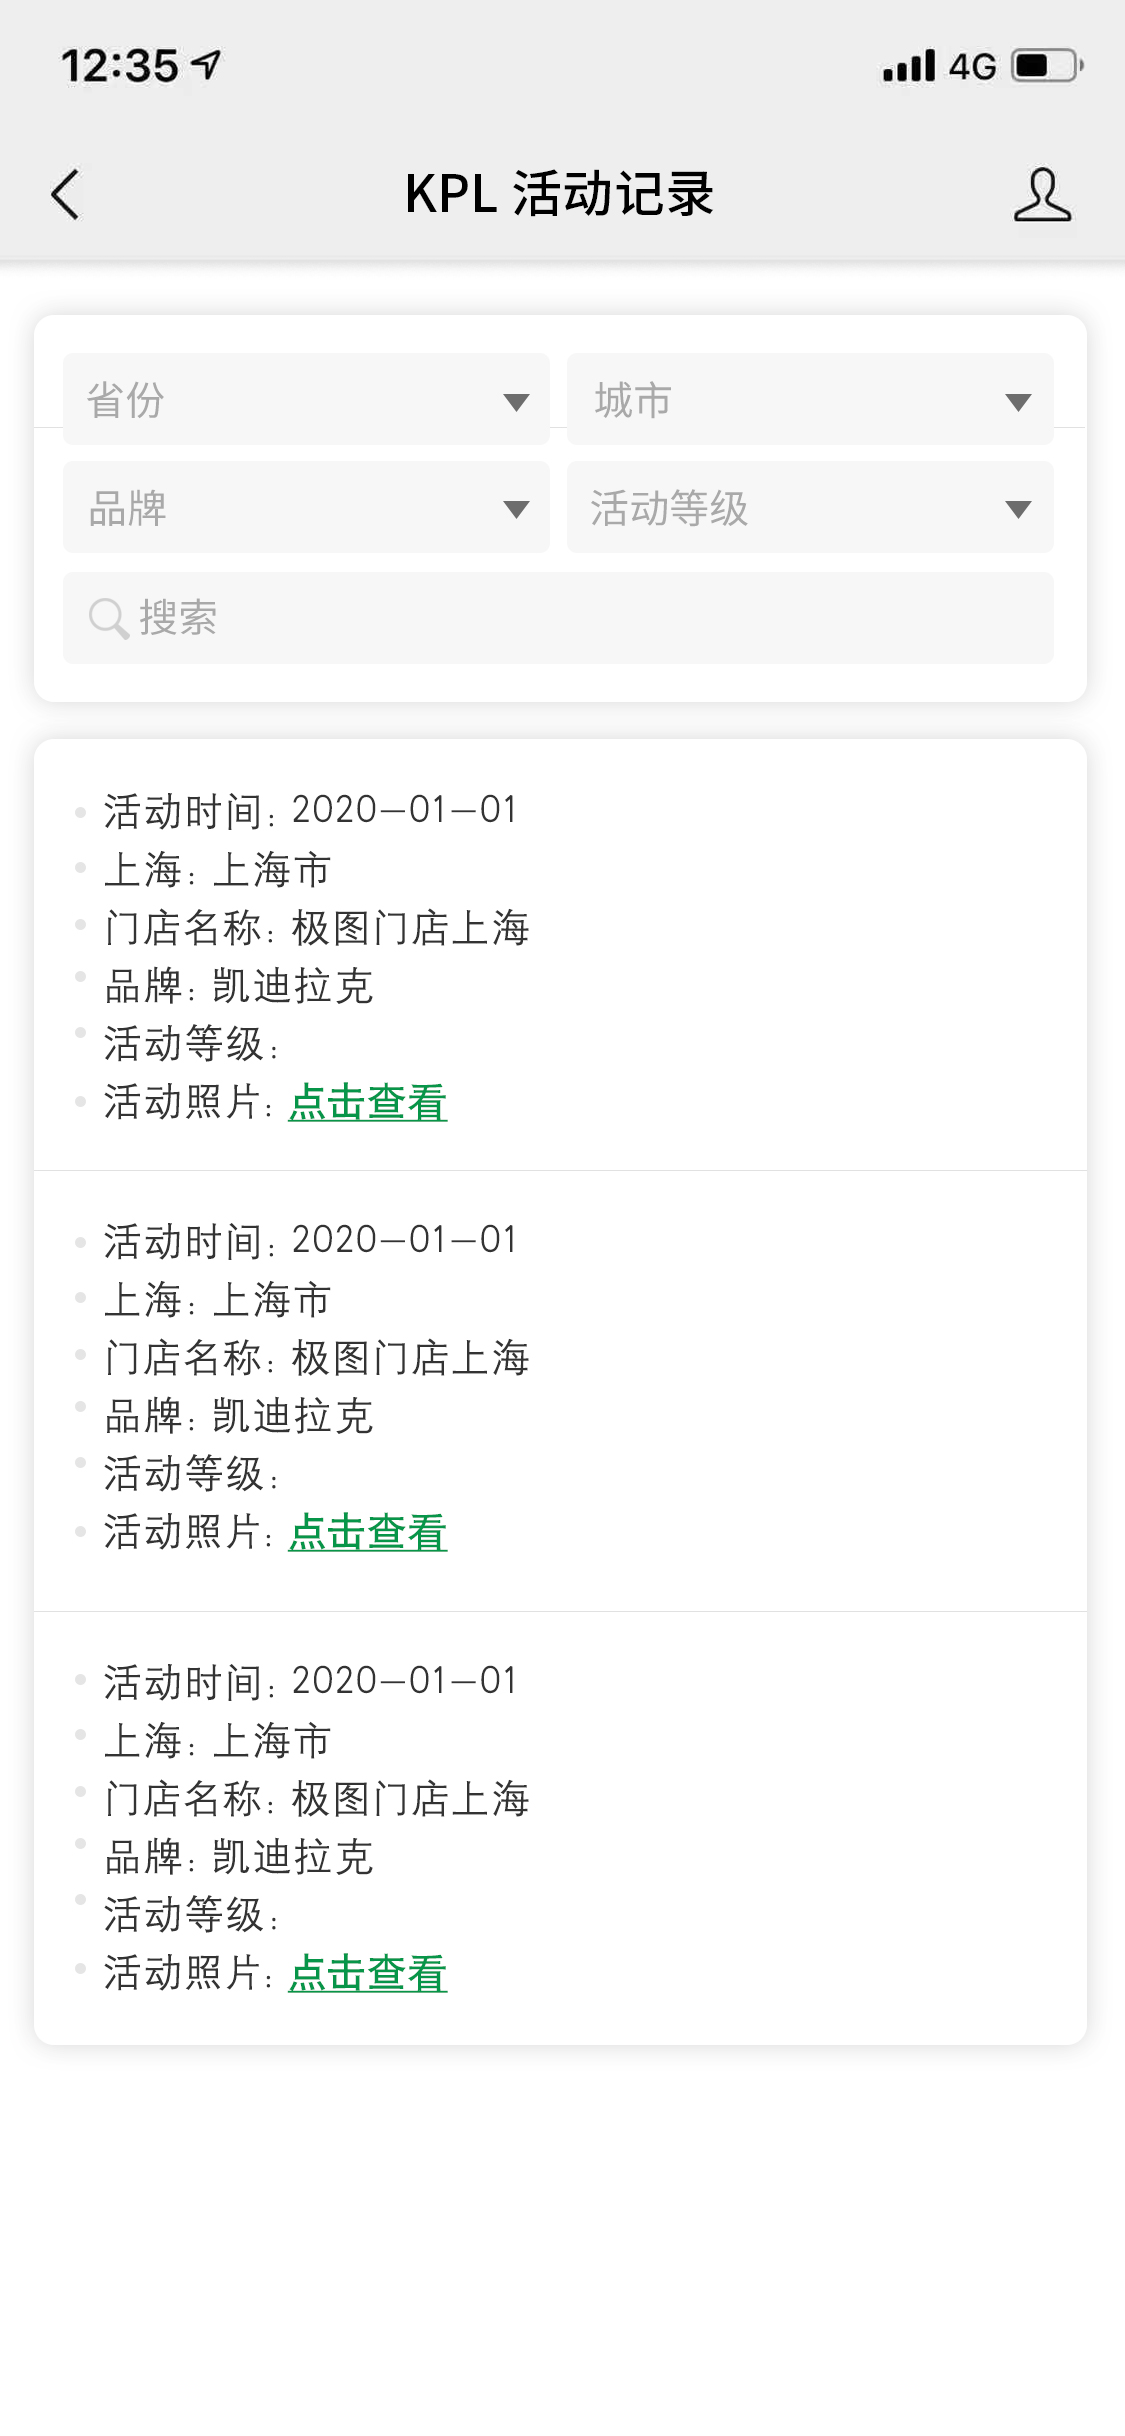 12:35 4G
KPL 活动记录
省份 城市
品牌 活动等级
搜索
活动时间: 2020-01-01
上海: 上海市
门店名称: 极图门店上海
品牌: 凯迪拉克
活动等级:
活动照片: 点击查看
活动时间: 2020-01-01
上海: 上海市
门店名称: 极图门店上海
品牌: 凯迪拉克
活动等级:
活动照片: 点击查看
活动时间: 2020-01-01
上海: 上海市
门店名称: 极图门店上海
品牌: 凯迪拉克
活动等级:
活动照片: 点击查看